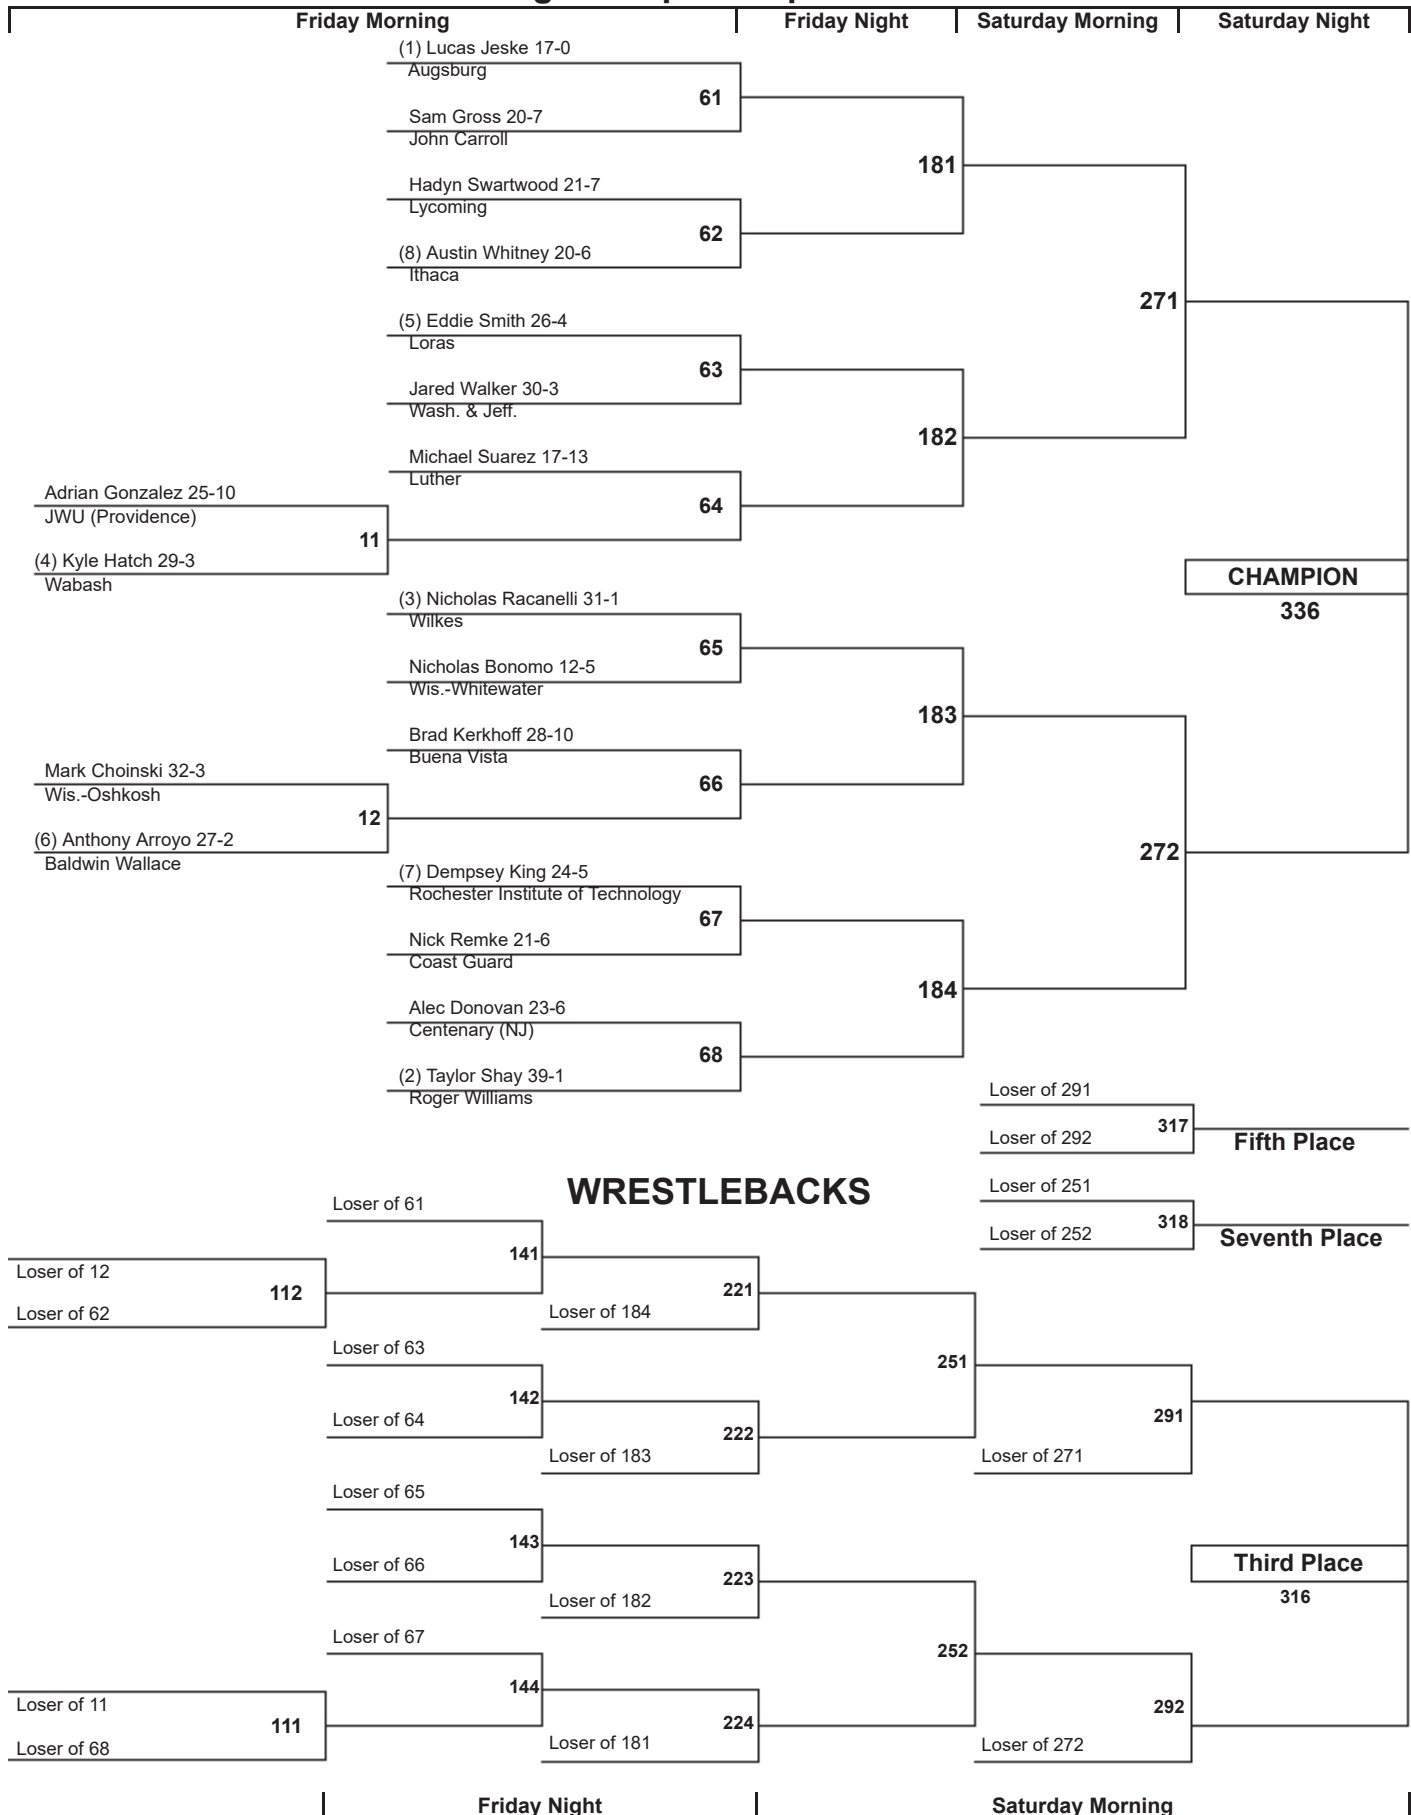 Friday Morning
Friday Night
Saturday Morning
Saturday Night
(1) Lucas Jeske 17-0
Augsburg
61
Sam Gross 20-7
John Carroll
181
Hadyn Swartwood 21-7
Lycoming
62
(8) Austin Whitney 20-6
Ithaca
271
(5) Eddie Smith 26-4
Loras
63
Jared Walker 30-3
Wash. & Jeff.
182
Michael Suarez 17-13
Luther
64
Adrian Gonzalez 25-10
JWU (Providence)
11
(4) Kyle Hatch 29-3
Wabash
CHAMPION
336
(3) Nicholas Racanelli 31-1
Wilkes
65
Nicholas Bonomo 12-5
Wis.-Whitewater
183
Brad Kerkhoff 28-10
Buena Vista
66
Mark Choinski 32-3
Wis.-Oshkosh
12
(6) Anthony Arroyo 27-2
Baldwin Wallace
272
(7) Dempsey King 24-5
Rochester Institute of Technology
67
Nick Remke 21-6
Coast Guard
184
Alec Donovan 23-6
Centenary (NJ)
68
(2) Taylor Shay 39-1
Roger Williams
Loser of 291
317
Loser of 292
Fifth Place
Loser of 251
318
Loser of 252
Seventh Place
WRESTLEBACKS
Loser of 61
141
Loser of 12
112
Loser of 62
221
Loser of 184
Loser of 63
251
142
Loser of 64
291
222
Loser of 183
Loser of 271
Loser of 65
143
Loser of 66
223
Loser of 182
Third Place
316
Loser of 67
252
144
Loser of 11
111
Loser of 68
224
Loser of 181
292
Loser of 272
Friday Night
Saturday Morning